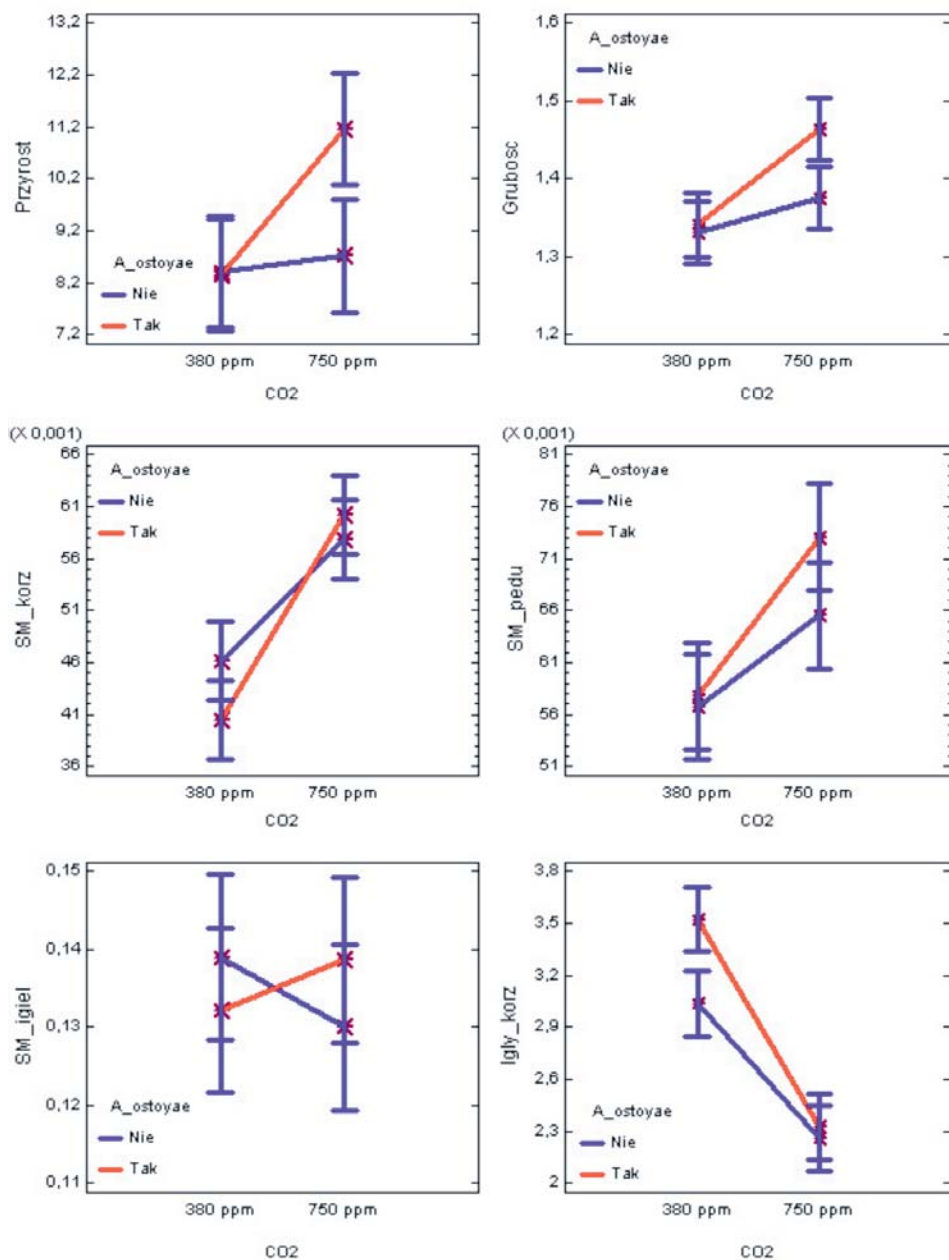 13,2
12,2
11,2
10,2
9,2
8,2
7,2
Przyrost
A_ostoyae
Nie
Tak
380 ppm 750 ppm
CO2
1,6
1,5
1,4
1,3
1,2
Grubosc
A_ostoyae
Nie
Tak
380 ppm 750 ppm
CO2
(X 0,001)
66
61
56
51
46
41
36
SM_korz
A_ostoyae
Nie
Tak
380 ppm 750 ppm
CO2
(X 0,001)
81
76
71
66
61
56
51
SM_pedu
A_ostoyae
Nie
Tak
380 ppm 750 ppm
CO2
0,15
0,14
0,13
0,12
0,11
SM_igiel
A_ostoyae
Nie
Tak
380 ppm 750 ppm
CO2
3,8
3,5
3,2
2,9
2,6
2,3
2
Igly_korz
A_ostoyae
Nie
Tak
380 ppm 750 ppm
CO2